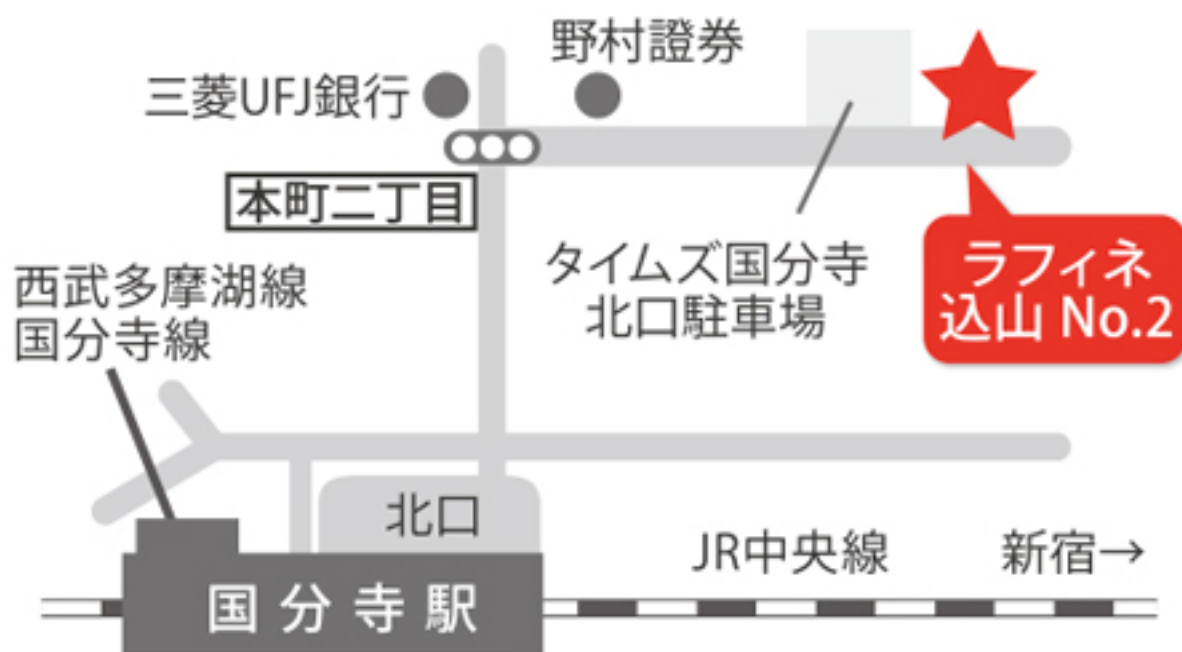 野村證券
三菱UFJ銀行
本町二丁目
タイムズ国分寺
北口駐車場
ラフィネ
込山 No.2
西武多摩湖線
国分寺線
北口
JR中央線
新宿→
国分寺駅